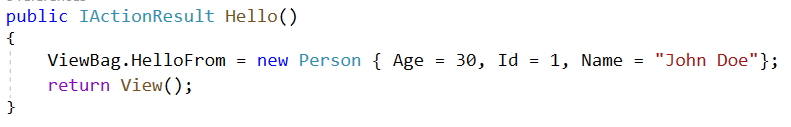 public IActionResult Hello()
{
ViewBag.HelloFrom = new Person { Age = 30, Id = 1, Name = "John Doe"};
return View();
}